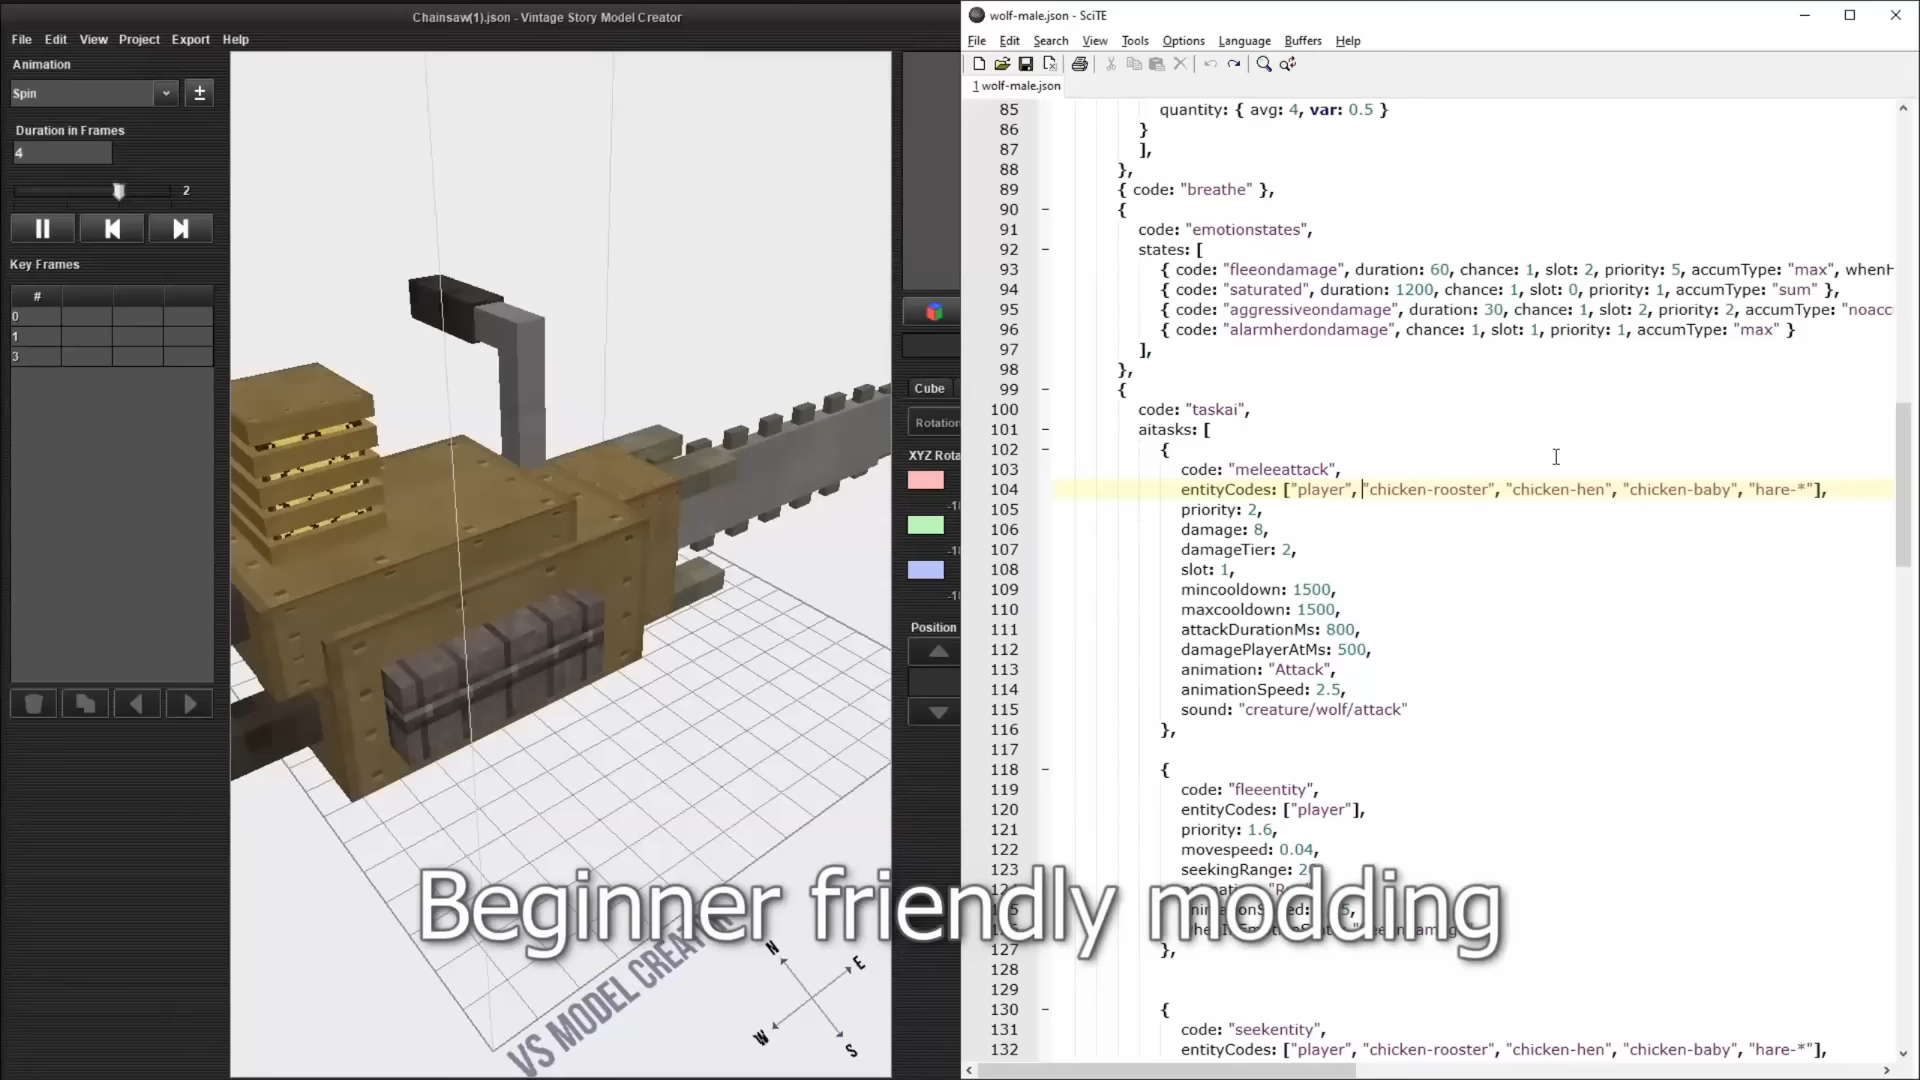 Chainsaw(1).json - Vintage Story Model Creator
File Edit View Project Export Help
Animation
Spin
±
Duration in Frames
4
2
Key Frames
#
0
1
3
Cube
Rotation
XYZ Rota
Position
VS MODEL CREAT
N
E
W
S
wolf-male.json - SciTE
File Edit Search View Tools Options Language Buffers Help
1 wolf-male.json
85 quantity: { avg: 4, var: 0.5 }
86 }
87 ],
88 },
89 { code: "breathe" },
90 {
91 code: "emotionstates",
92 states: [
93 { code: "fleeondamage", duration: 60, chance: 1, slot: 2, priority: 5, accumType: "max", whenH
94 { code: "saturated", duration: 1200, chance: 1, slot: 0, priority: 1, accumType: "sum" },
95 { code: "aggressiveondamage", duration: 30, chance: 1, slot: 2, priority: 2, accumType: "noacc
96 { code: "alarmherdondamage", chance: 1, slot: 1, priority: 1, accumType: "max" }
97 ],
98 },
99 {
100 code: "taskai",
101 aitasks: [
102 {
103 code: "meleeattack",
104 entityCodes: ["player", "chicken-rooster", "chicken-hen", "chicken-baby", "hare-*"],
105 priority: 2,
106 damage: 8,
107 damageTier: 2,
108 slot: 1,
109 mincooldown: 1500,
110 maxcooldown: 1500,
111 attackDurationMs: 800,
112 damagePlayerAtMs: 500,
113 animation: "Attack",
114 animationSpeed: 2.5,
115 sound: "creature/wolf/attack"
116 },
117
118 {
119 code: "fleeentity",
120 entityCodes: ["player"],
121 priority: 1.6,
122 movespeed: 0.04,
123 seekingRange:
127 },
128
129
130 {
131 code: "seekentity",
132 entityCodes: ["player", "chicken-rooster", "chicken-hen", "chicken-baby", "hare-*"],
Beginner friendly modding